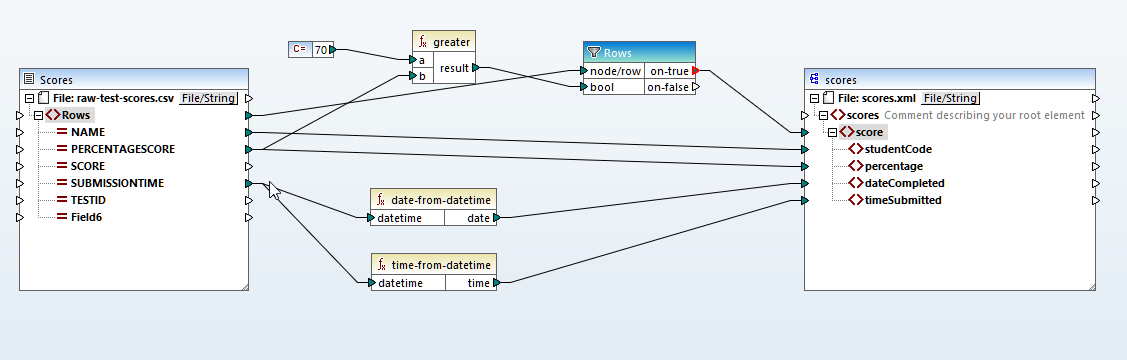 C= 70
greater
a
b
result
Rows
node/row on-true
bool on-false
Scores
File: raw-test-scores.csv File/String
Rows
NAME
PERCENTAGESCORE
SCORE
SUBMISSIONTIME
TESTID
Field6
date-from-datetime
datetime date
time-from-datetime
datetime time
scores
File: scores.xml File/String
scores Comment describing your root element
score
studentCode
percentage
dateCompleted
timeSubmitted